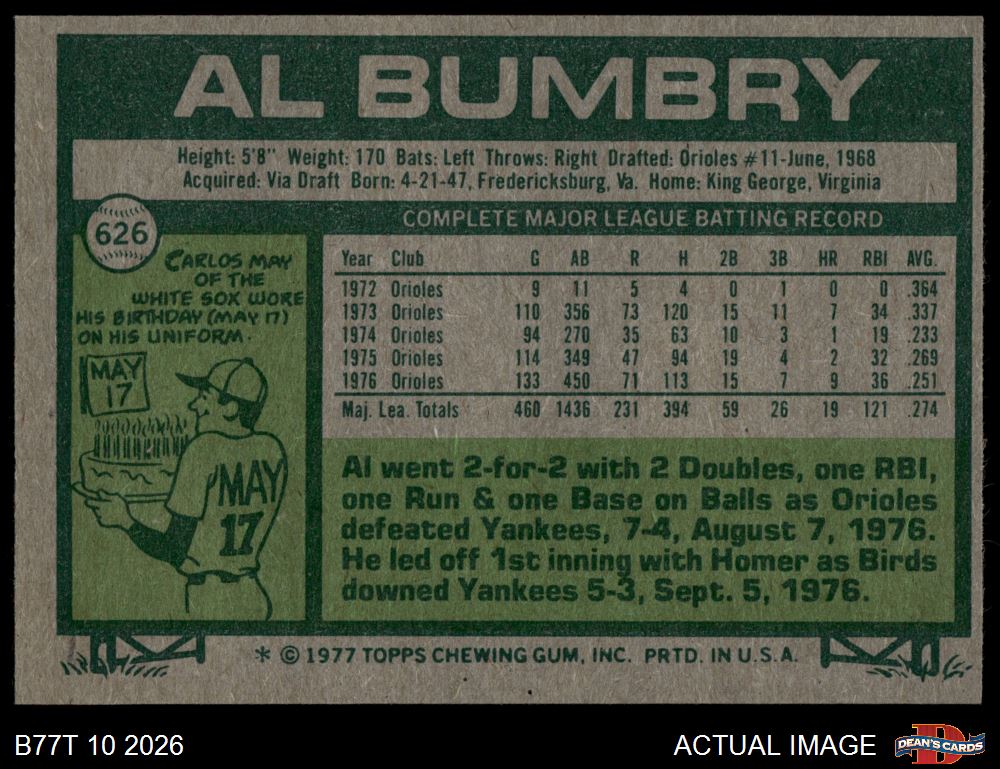 AL BUMBRY
Height: 5'8" Weight: 170 Bats: Left Throws: Right Drafted: Orioles #11-June, 1968
Acquired: Via Draft Born: 4-21-47, Fredericksburg, Va. Home: King George, Virginia
626
COMPLETE MAJOR LEAGUE BATTING RECORD
CARLOS MAY
OF THE
WHITE SOX WORE
HIS BIRTHDAY (MAY 17)
ON HIS UNIFORM.
MAY
17
MAY
17
Year Club G AB R H 2B 3B HR RBI AVG.
1972 Orioles 9 11 5 4 0 1 0 0 .364
1973 Orioles 110 356 73 120 15 11 7 34 .337
1974 Orioles 94 270 35 63 10 3 1 19 .233
1975 Orioles 114 349 47 94 19 4 2 32 .269
1976 Orioles 133 450 71 113 15 7 9 36 .251
Maj. Lea. Totals 460 1436 231 394 59 26 19 121 .274
Al went 2-for-2 with 2 Doubles, one RBI,
one Run & one Base on Balls as Orioles
defeated Yankees, 7-4, August 7, 1976.
He led off 1st inning with Homer as Birds
downed Yankees 5-3, Sept. 5, 1976.
* © 1977 TOPPS CHEWING GUM, INC. PRTD. IN U.S.A.
B77T 10 2026
ACTUAL IMAGE
D
DEAN'S CARDS